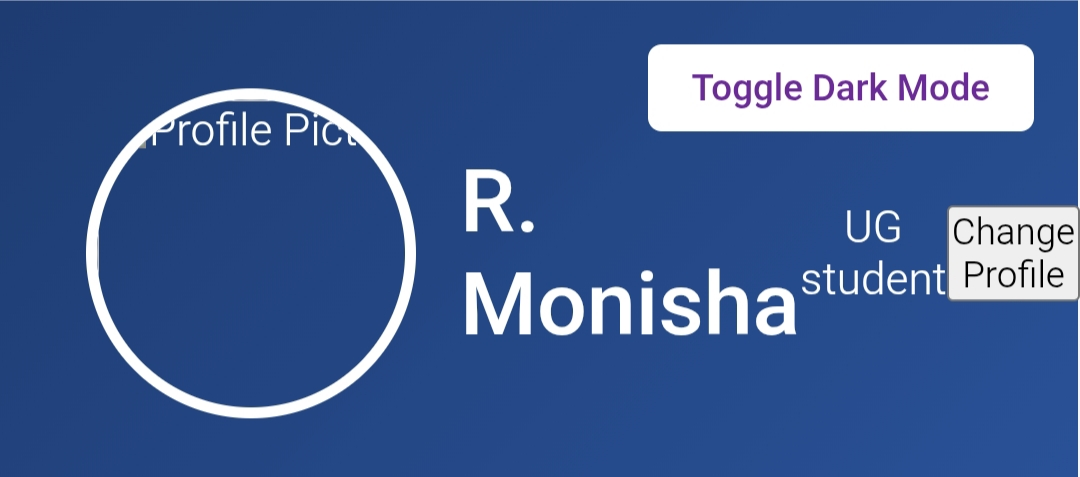 Toggle Dark Mode
Profile Pict
R.
Monisha
UG
student
Change
Profile